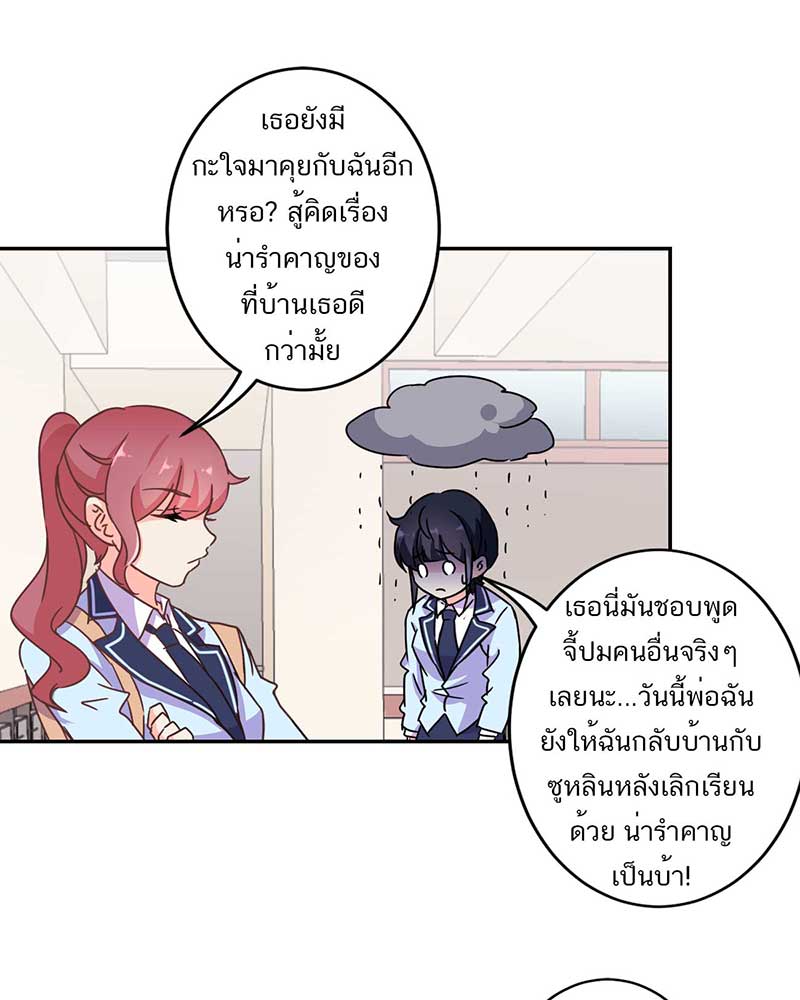 เธอยังมี
กะใจมาคุยกับฉันอีก
หรอ? สู้คิดเรื่อง
น่ารำคาญของ
ที่บ้านเธอดี
กว่ามั้ย
เธอนี่มันชอบพูด
จี้ปมคนอื่นจริงๆ
เลยนะ...วันนี้พ่อฉัน
ยังให้ฉันกลับบ้านกับ
ซูหลินหลังเลิกเรียน
ด้วย น่ารำคาญ
เป็นบ้า!